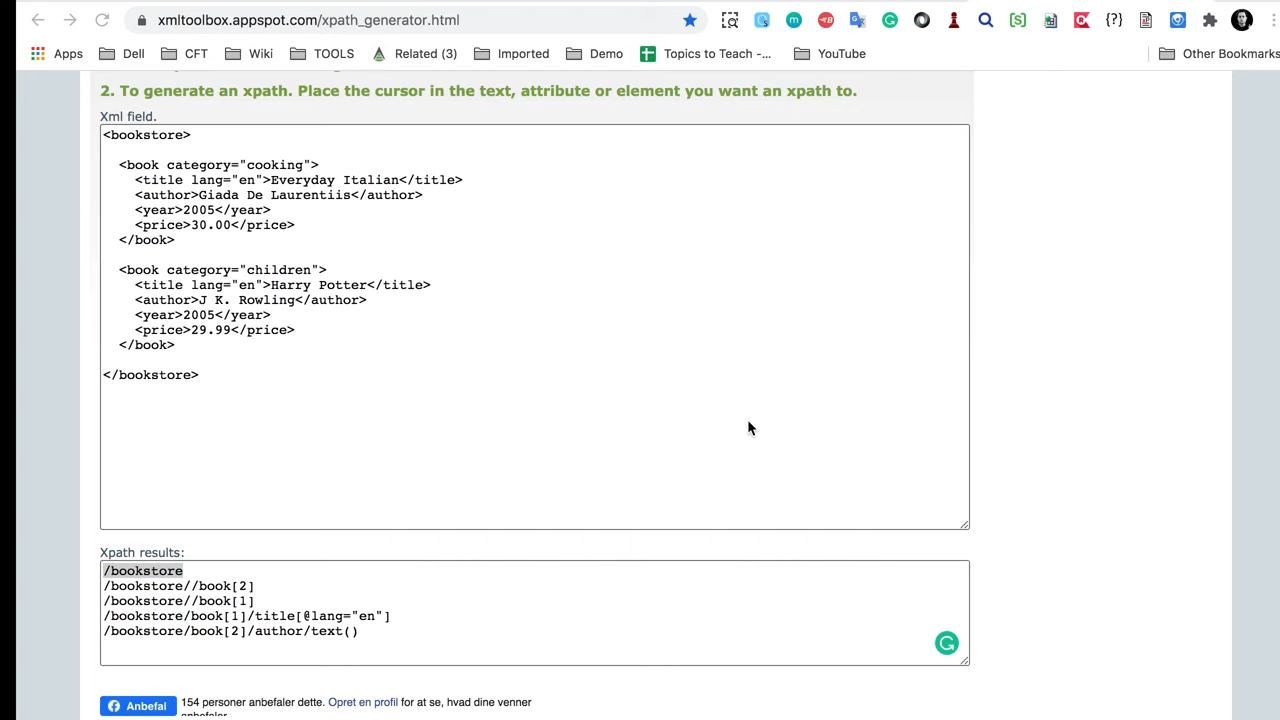 xmltoolbox.appspot.com/xpath_generator.html
Apps Dell CFT Wiki TOOLS Related (3) Imported Demo Topics to Teach -... YouTube Other Bookmarks
2. To generate an xpath. Place the cursor in the text, attribute or element you want an xpath to.
Xml field.
<bookstore>
<book category="cooking">
<title lang="en">Everyday Italian</title>
<author>Giada De Laurentiis</author>
<year>2005</year>
<price>30.00</price>
</book>
<book category="children">
<title lang="en">Harry Potter</title>
<author>J K. Rowling</author>
<year>2005</year>
<price>29.99</price>
</book>
</bookstore>
Xpath results:
/bookstore
/bookstore//book[2]
/bookstore//book[1]
/bookstore/book[1]/title[@lang="en"]
/bookstore/book[2]/author/text()
Anbefal 154 personer anbefaler dette. Opret en profil for at se, hvad dine venner
anbefaler.